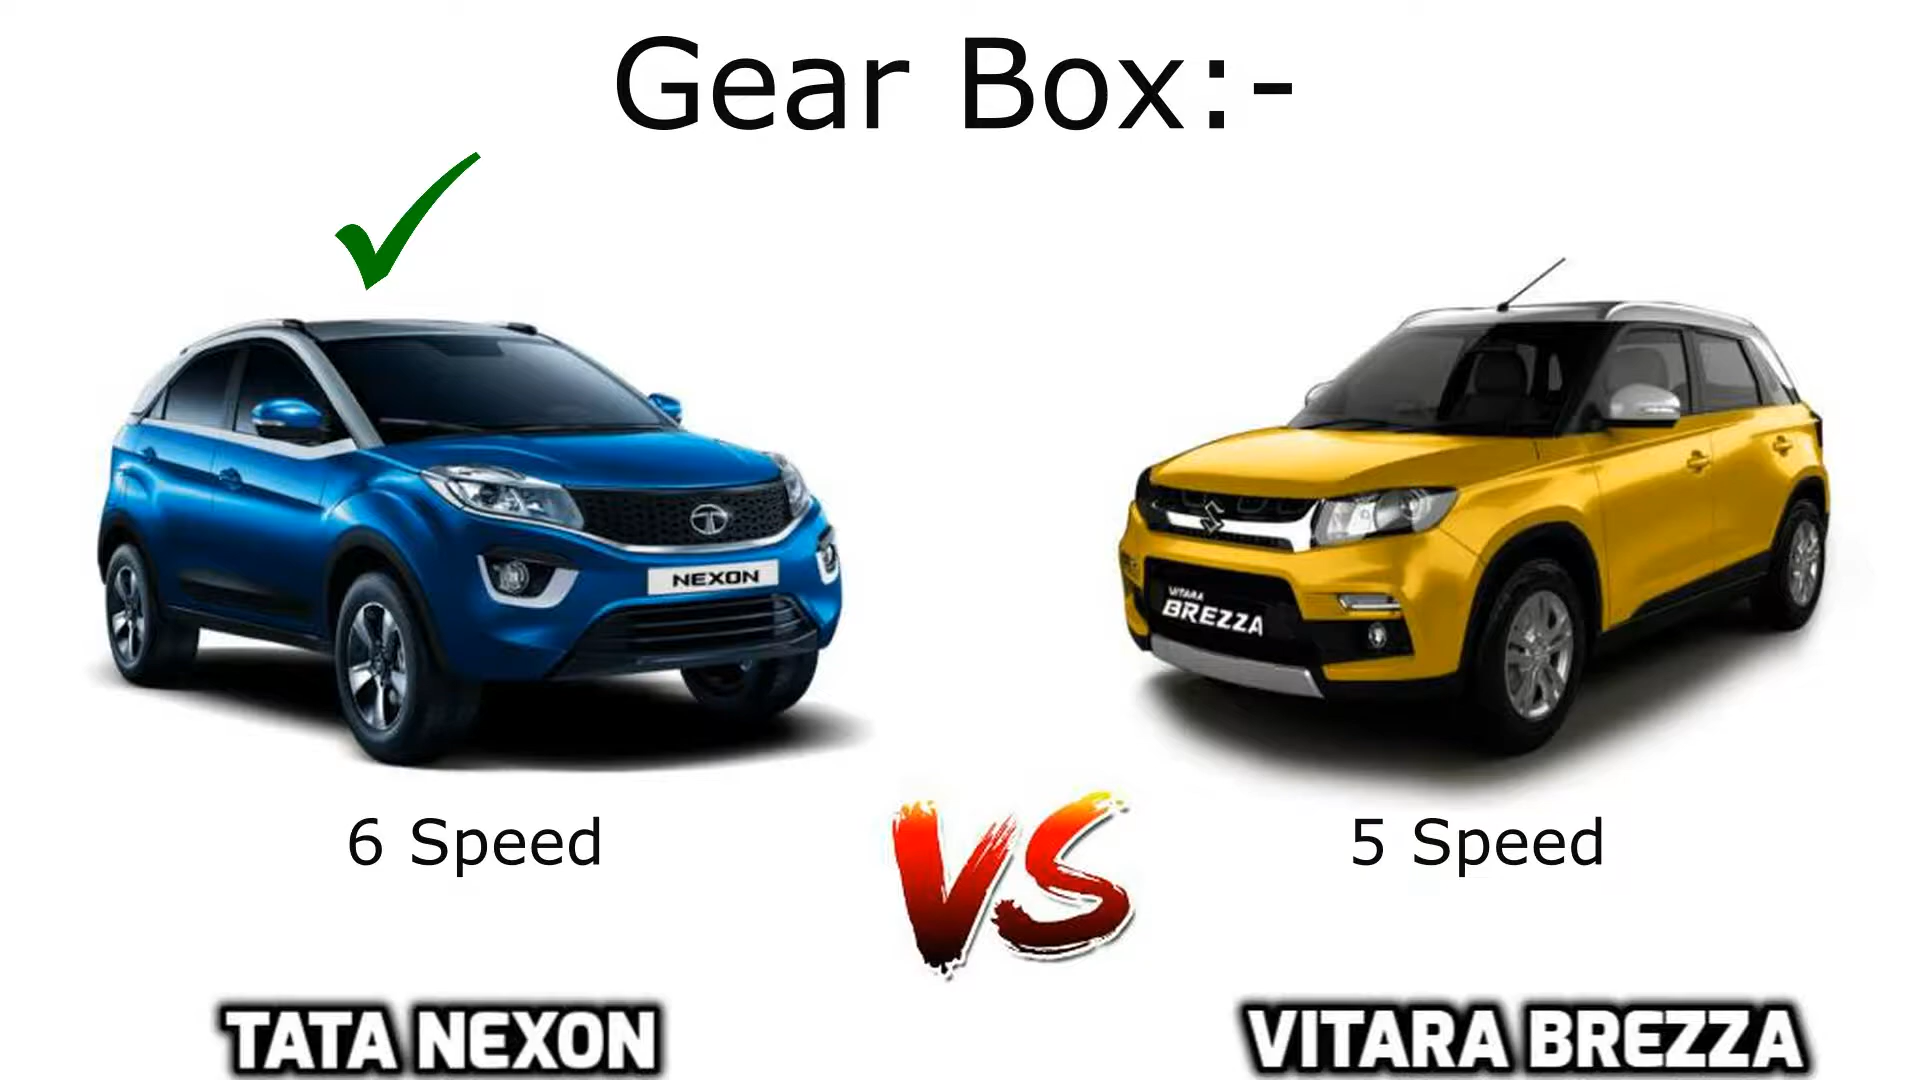 Gear Box:-
NEXON
VITARA
BREZZA
6 Speed
VS
5 Speed
TATA NEXON
VITARA BREZZA